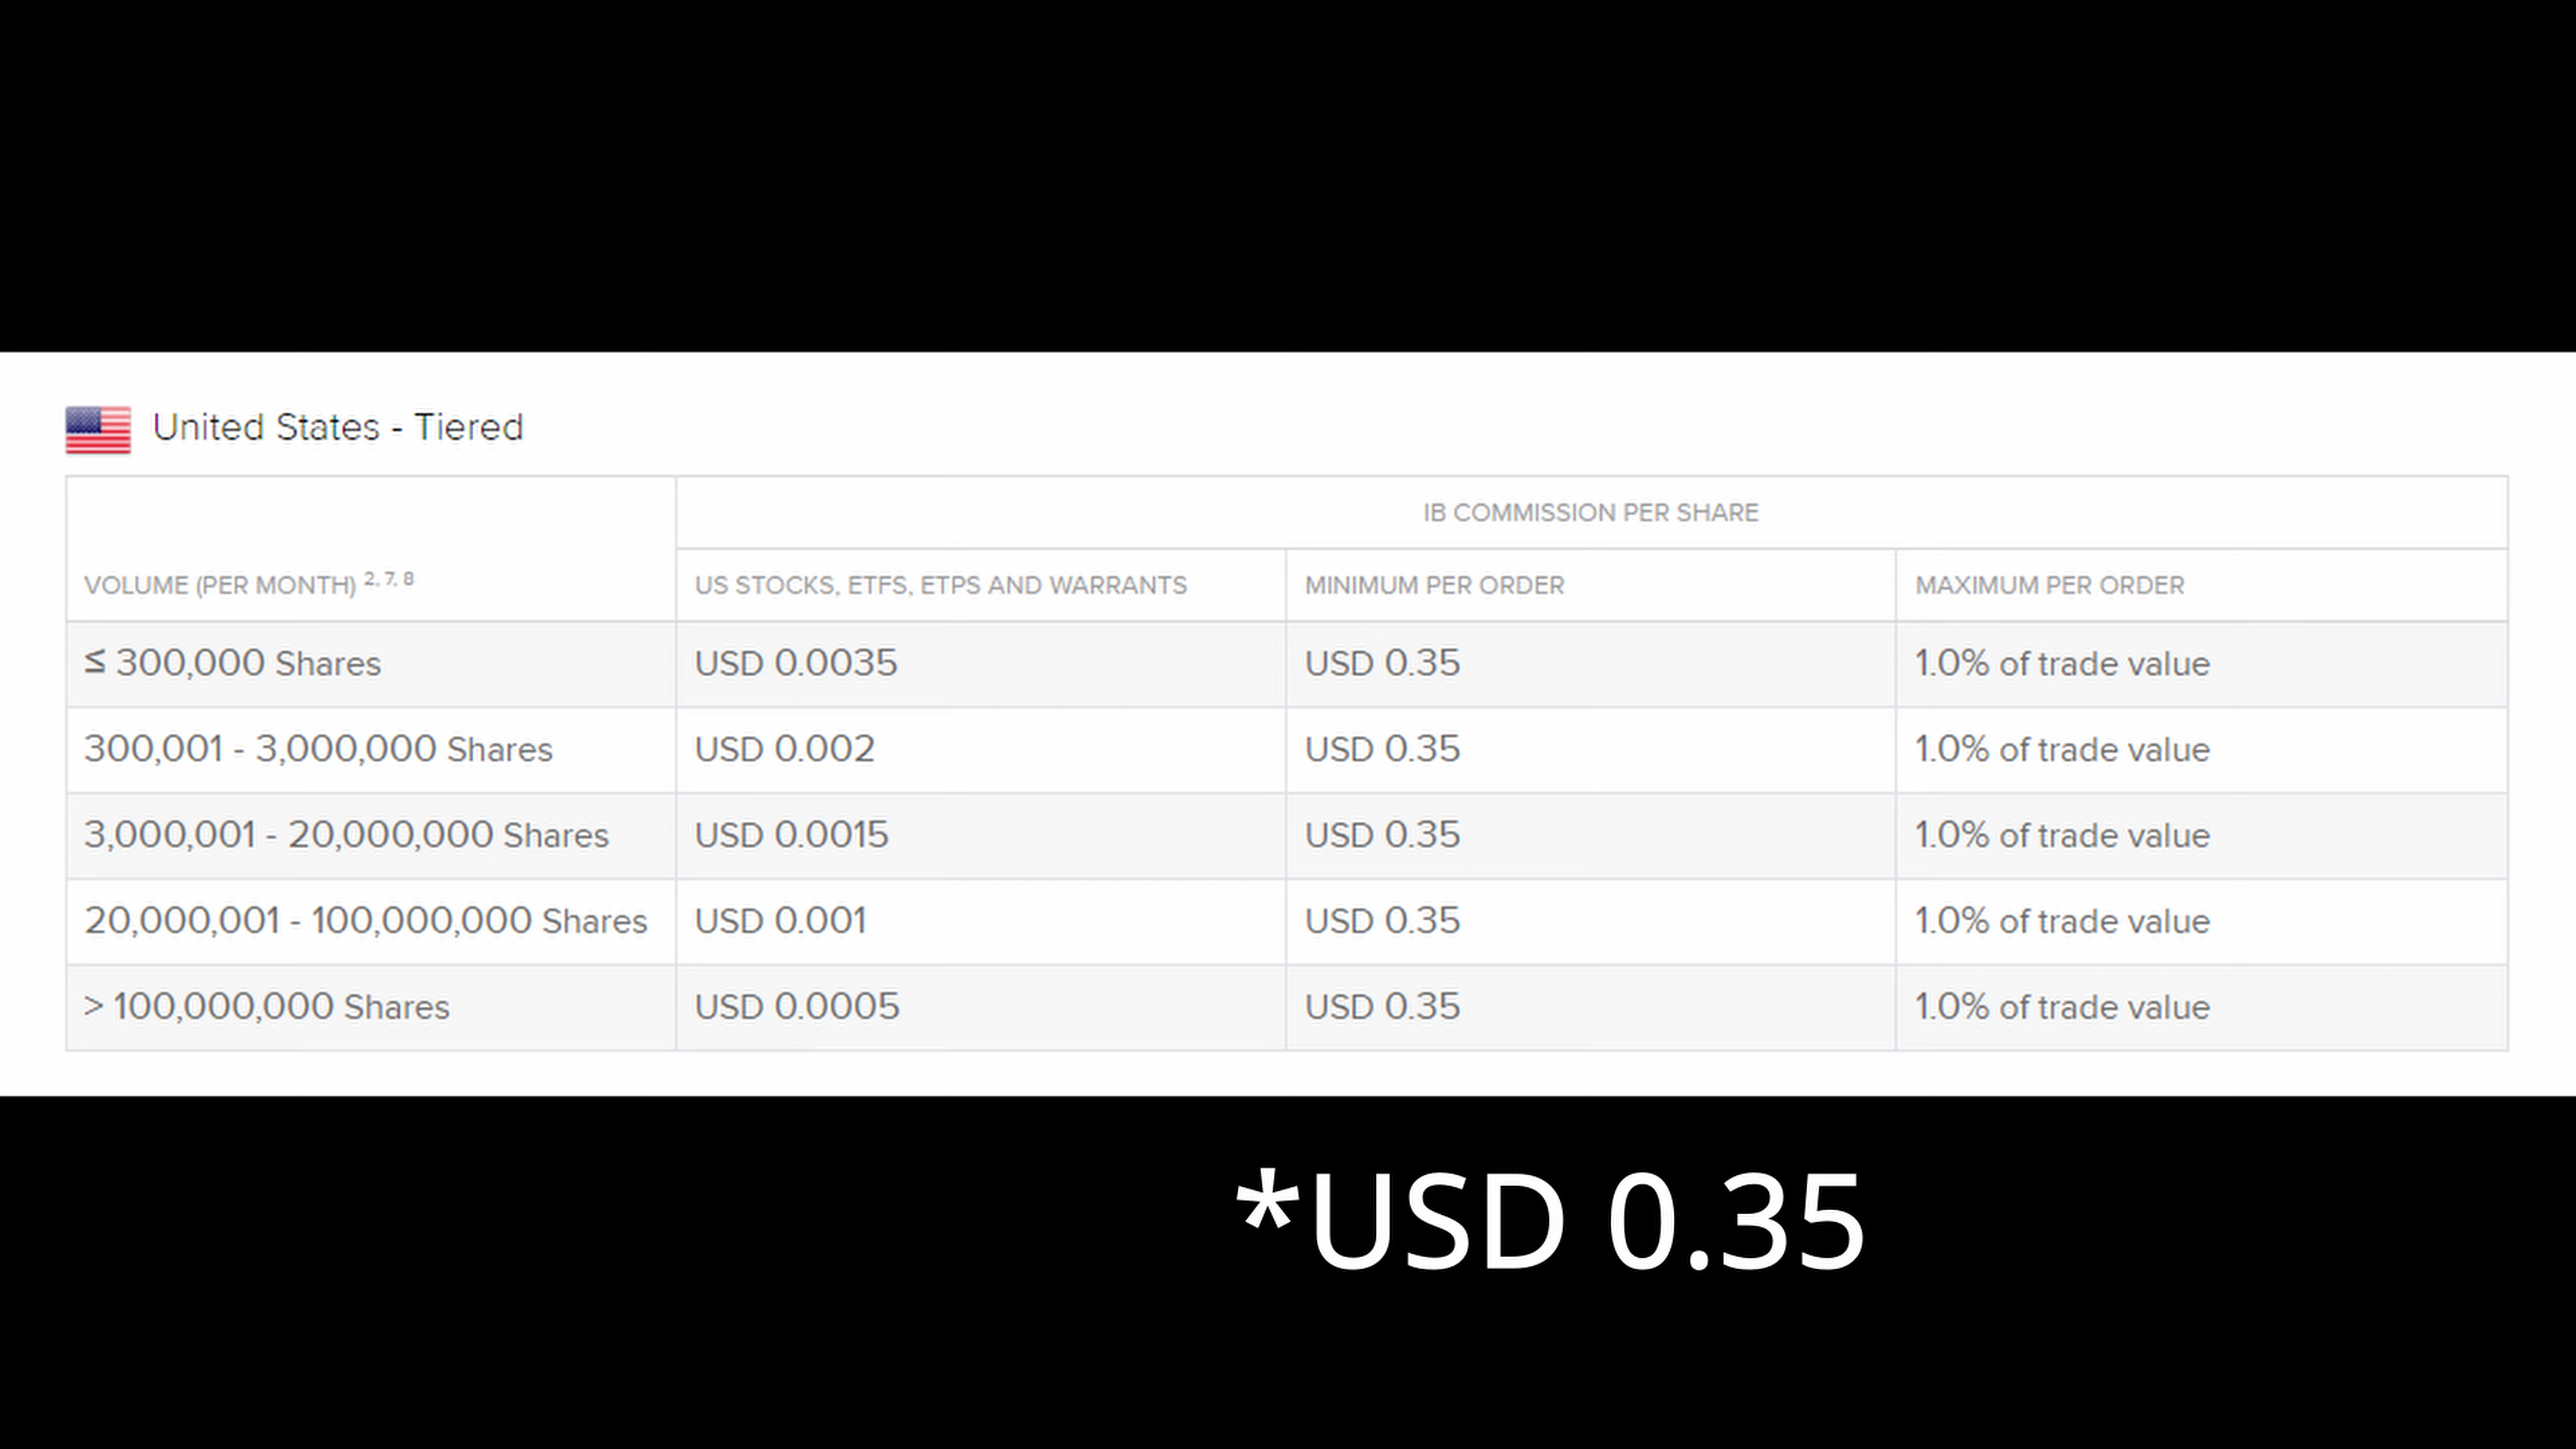 United States - Tiered
IB COMMISSION PER SHARE
VOLUME (PER MONTH) 2, 7, 8 US STOCKS, ETFS, ETPS AND WARRANTS MINIMUM PER ORDER MAXIMUM PER ORDER
≤ 300,000 Shares USD 0.0035 USD 0.35 1.0% of trade value
300,001 - 3,000,000 Shares USD 0.002 USD 0.35 1.0% of trade value
3,000,001 - 20,000,000 Shares USD 0.0015 USD 0.35 1.0% of trade value
20,000,001 - 100,000,000 Shares USD 0.001 USD 0.35 1.0% of trade value
> 100,000,000 Shares USD 0.0005 USD 0.35 1.0% of trade value
*USD 0.35